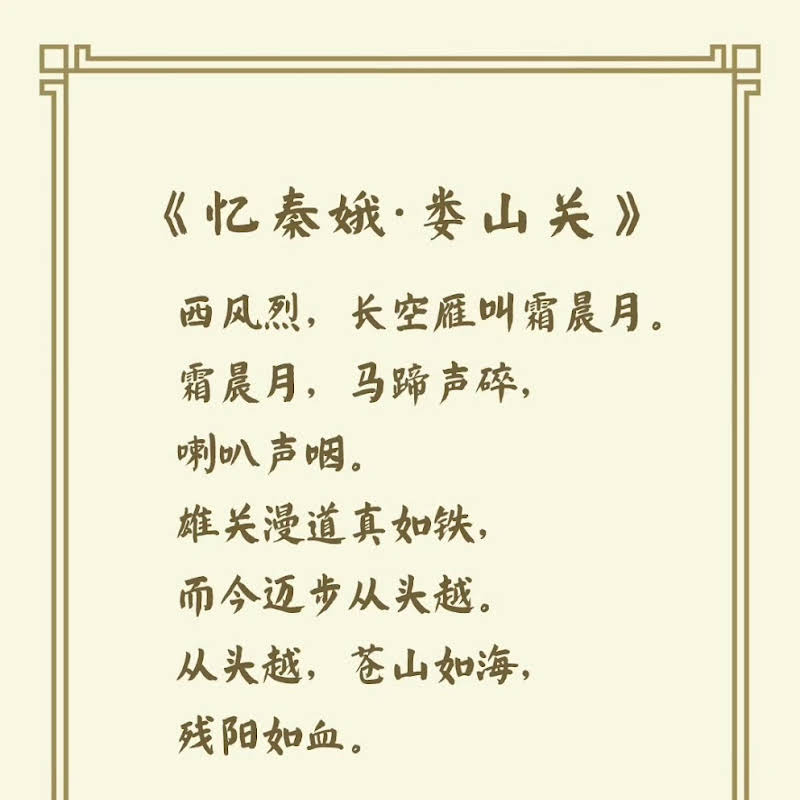 《忆秦娥·娄山关》
西风烈，长空雁叫霜晨月。
霜晨月，马蹄声碎，
喇叭声咽。
雄关漫道真如铁，
而今迈步从头越。
从头越，苍山如海，
残阳如血。